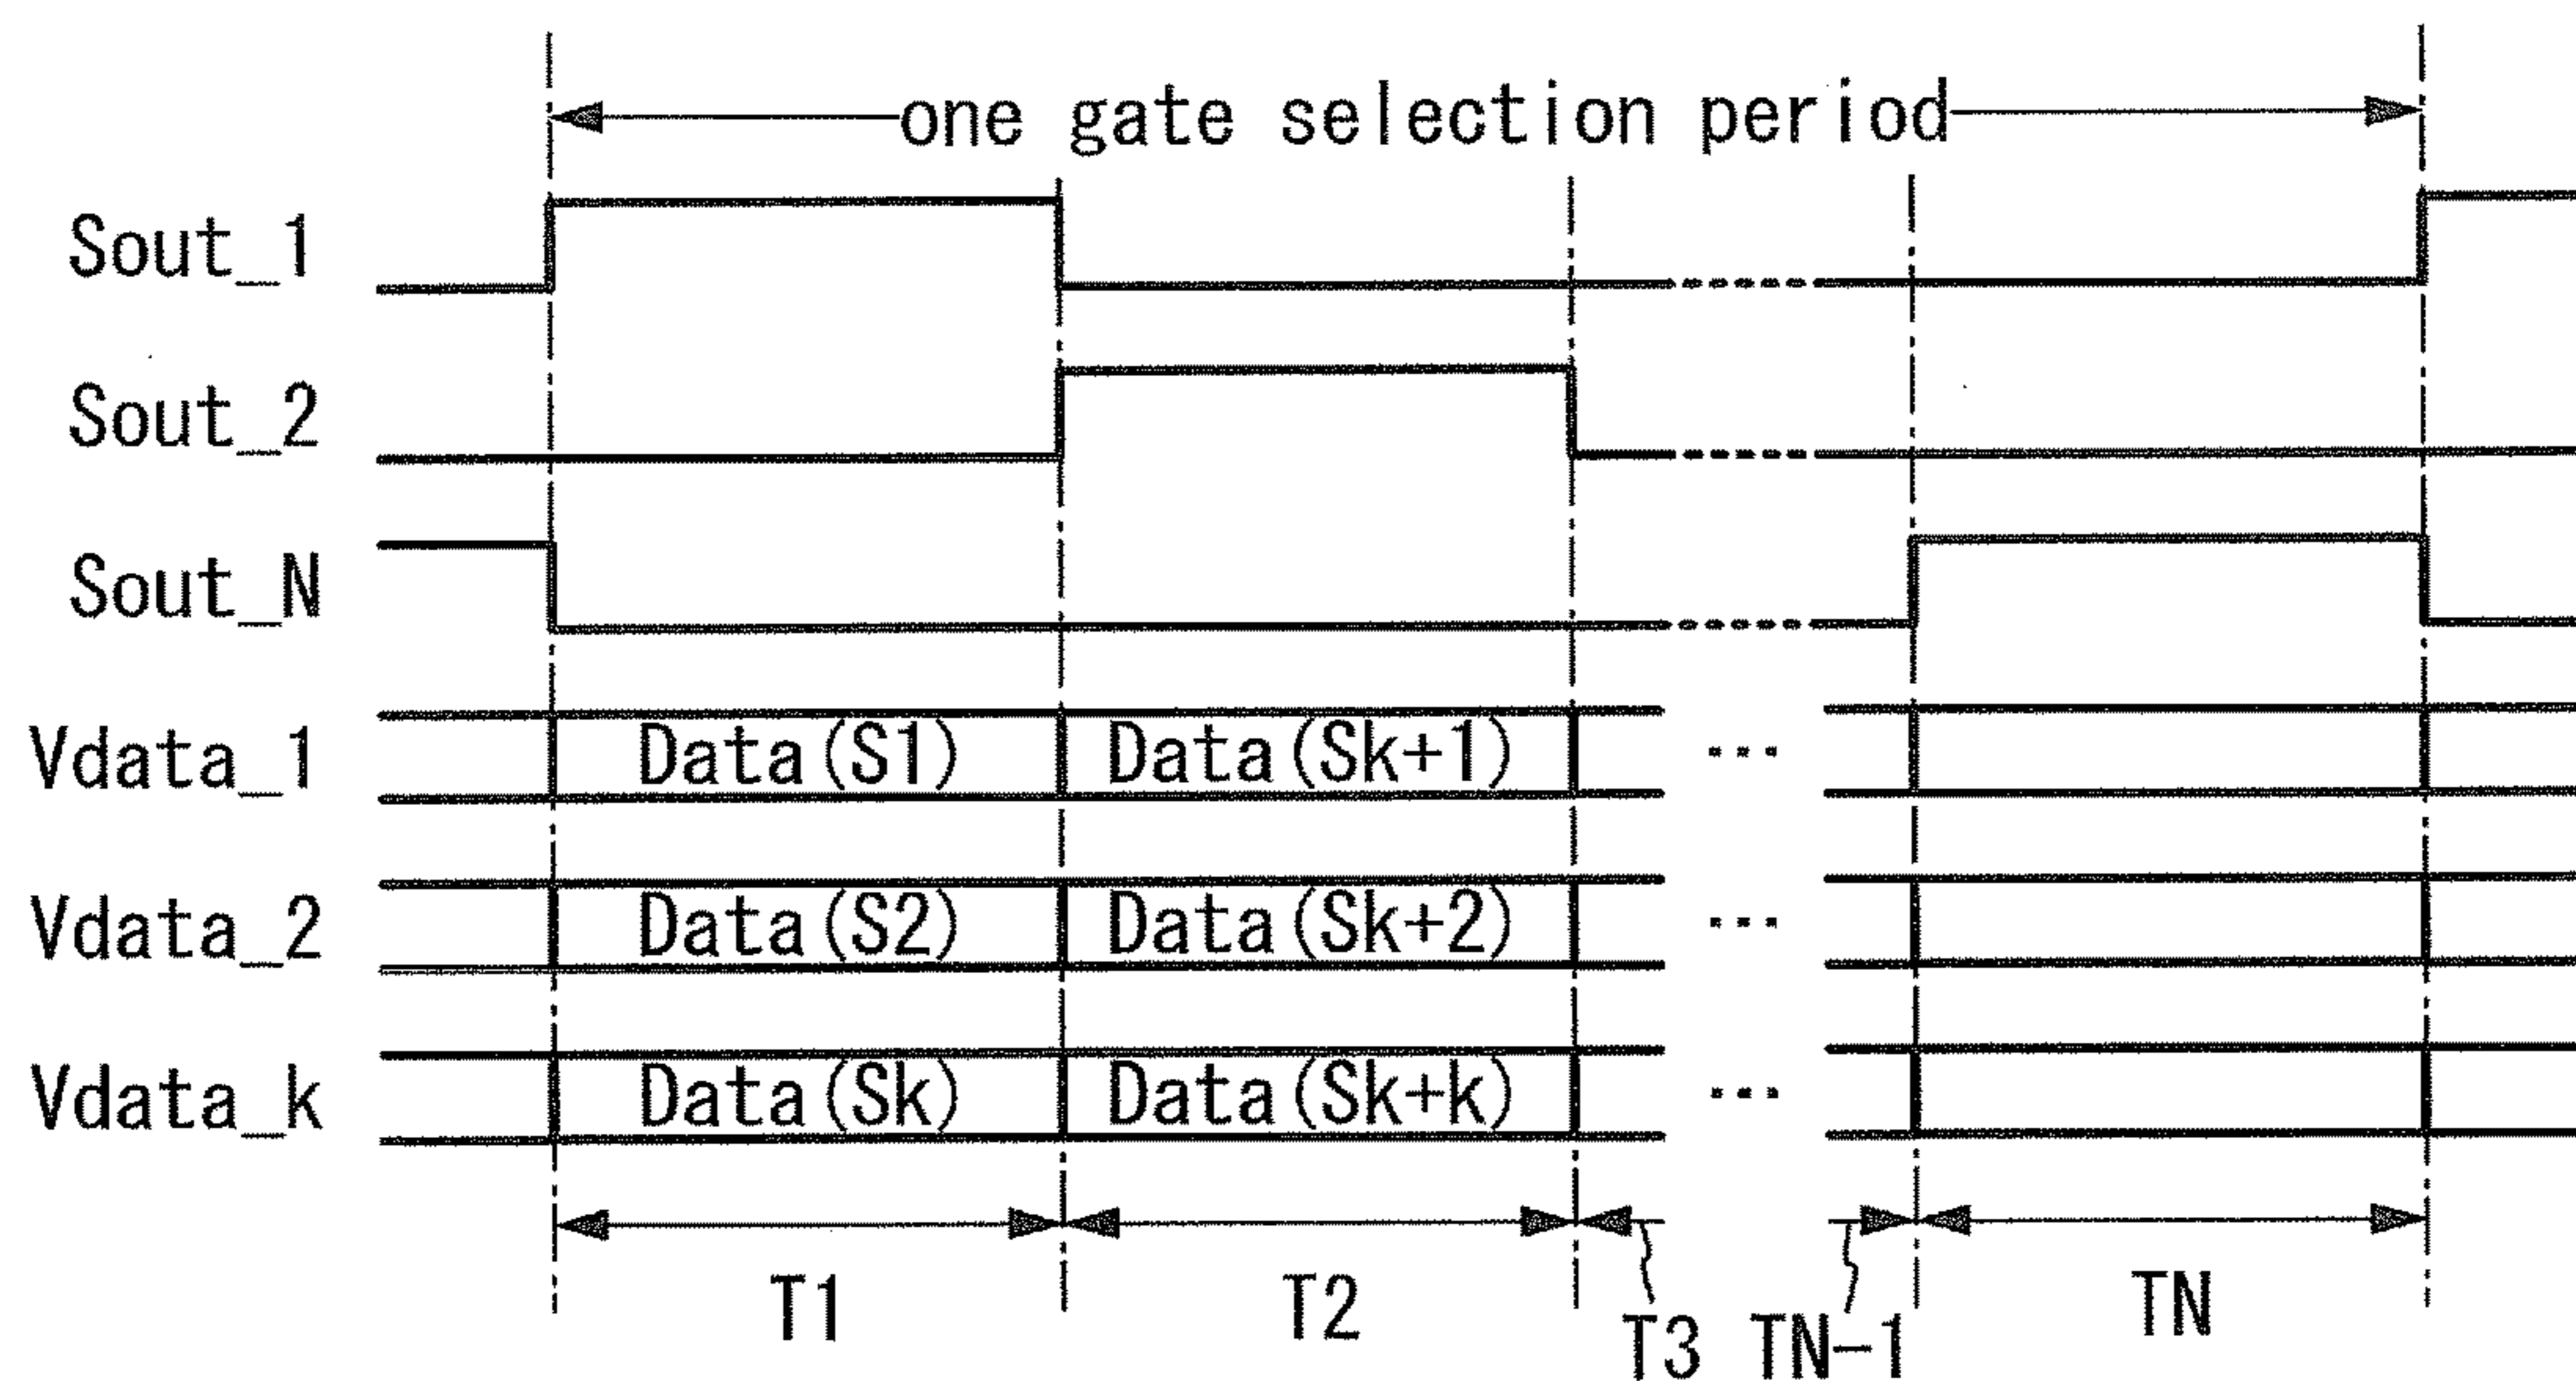 one gate selection period
Sout_1
Sout_2
Sout_N
Vdata_1 Data(S1) Data(Sk+1) ...
Vdata_2 Data(S2) Data(Sk+2) ...
Vdata_k Data(Sk) Data(Sk+k) ...
T1 T2 T3 TN-1 TN